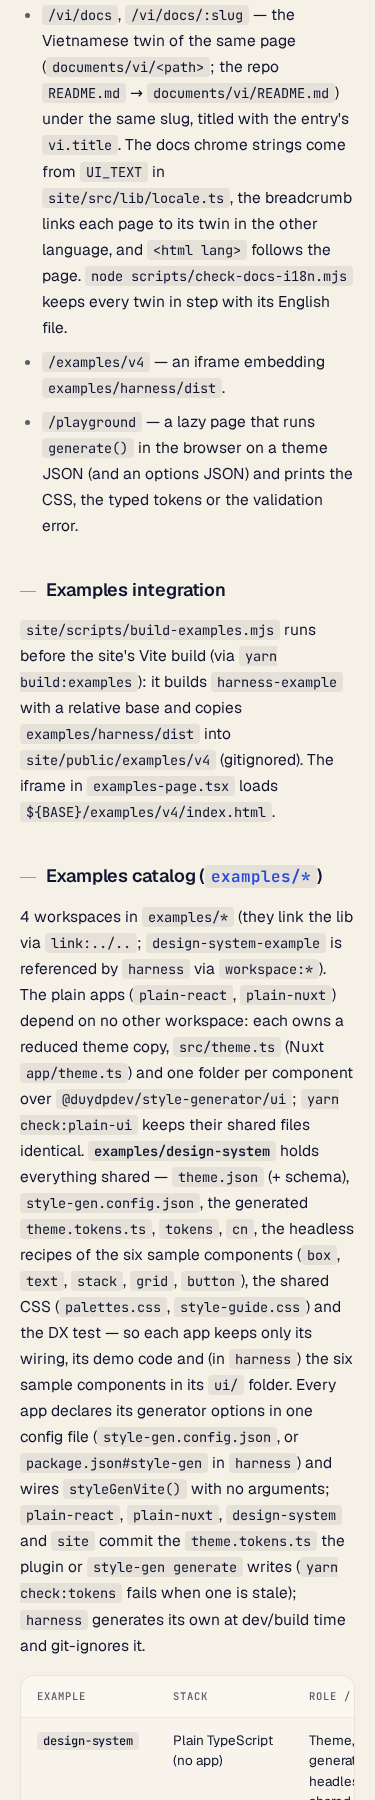 /vi/docs, /vi/docs/:slug — the
Vietnamese twin of the same page
(documents/vi/<path>; the repo
README.md → documents/vi/README.md)
under the same slug, titled with the entry's
vi.title. The docs chrome strings come
from UI_TEXT in
site/src/lib/locale.ts, the breadcrumb
links each page to its twin in the other
language, and <html lang> follows the
page. node scripts/check-docs-i18n.mjs
keeps every twin in step with its English
file.
/examples/v4 — an iframe embedding
examples/harness/dist.
/playground — a lazy page that runs
generate() in the browser on a theme
JSON (and an options JSON) and prints the
CSS, the typed tokens or the validation
error.
— Examples integration
site/scripts/build-examples.mjs runs
before the site's Vite build (via yarn
build:examples): it builds harness-example
with a relative base and copies
examples/harness/dist into
site/public/examples/v4 (gitignored). The
iframe in examples-page.tsx loads
${BASE}/examples/v4/index.html.
— Examples catalog (examples/*)
4 workspaces in examples/* (they link the lib
via link:../..; design-system-example is
referenced by harness via workspace:*).
The plain apps (plain-react, plain-nuxt)
depend on no other workspace: each owns a
reduced theme copy, src/theme.ts (Nuxt
app/theme.ts) and one folder per component
over @duydpdev/style-generator/ui; yarn
check:plain-ui keeps their shared files
identical. examples/design-system holds
everything shared — theme.json (+ schema),
style-gen.config.json, the generated
theme.tokens.ts, tokens, cn, the headless
recipes of the six sample components (box,
text, stack, grid, button), the shared
CSS (palettes.css, style-guide.css) and
the DX test — so each app keeps only its
wiring, its demo code and (in harness) the six
sample components in its ui/ folder. Every
app declares its generator options in one
config file (style-gen.config.json, or
package.json#style-gen in harness) and
wires styleGenVite() with no arguments;
plain-react, plain-nuxt, design-system
and site commit the theme.tokens.ts the
plugin or style-gen generate writes (yarn
check:tokens fails when one is stale);
harness generates its own at dev/build time
and git-ignores it.
EXAMPLE STACK ROLE /
design-system Plain TypeScript Theme,
(no app) generat
headles